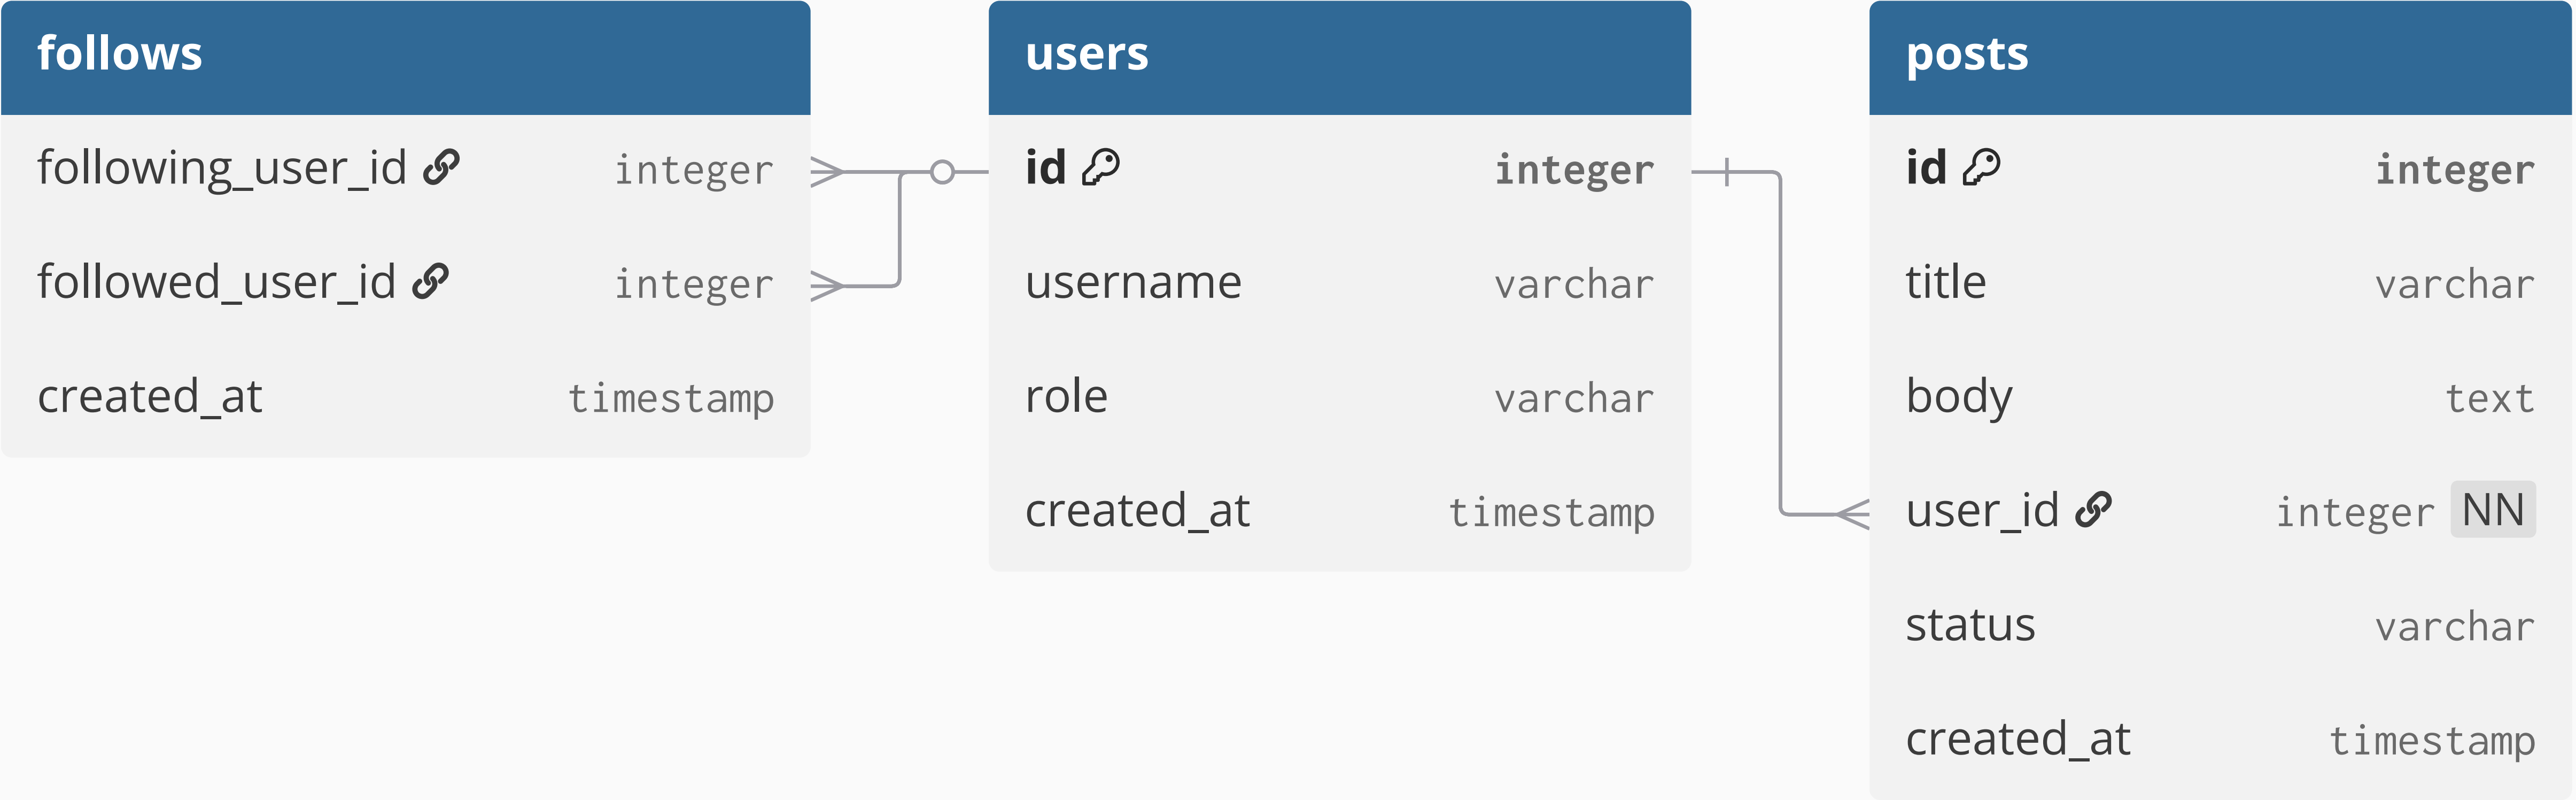 follows
following_user_id integer
followed_user_id integer
created_at timestamp
users
id integer
username varchar
role varchar
created_at timestamp
posts
id integer
title varchar
body text
user_id integer NN
status varchar
created_at timestamp